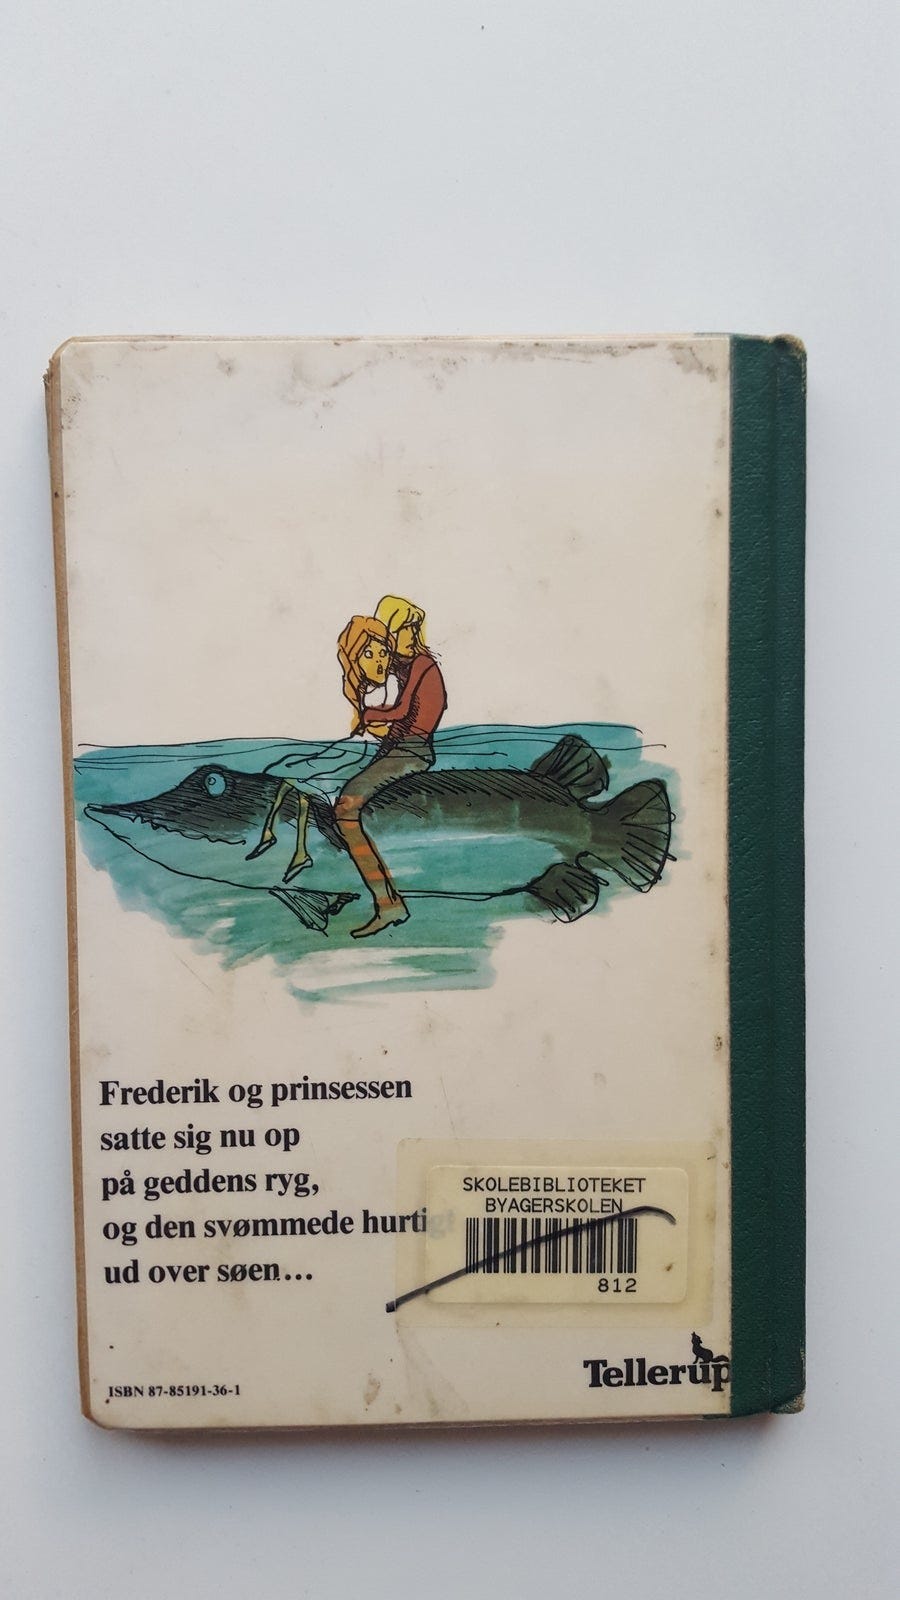 Frederik og prinsessen
satte sig nu op
på geddens ryg,
og den svømmede hurtigt
ud over søen...
SKOLEBIBLIOTEKET
BYAGERSKOLEN
812
ISBN 87-85191-36-1
Tellerup